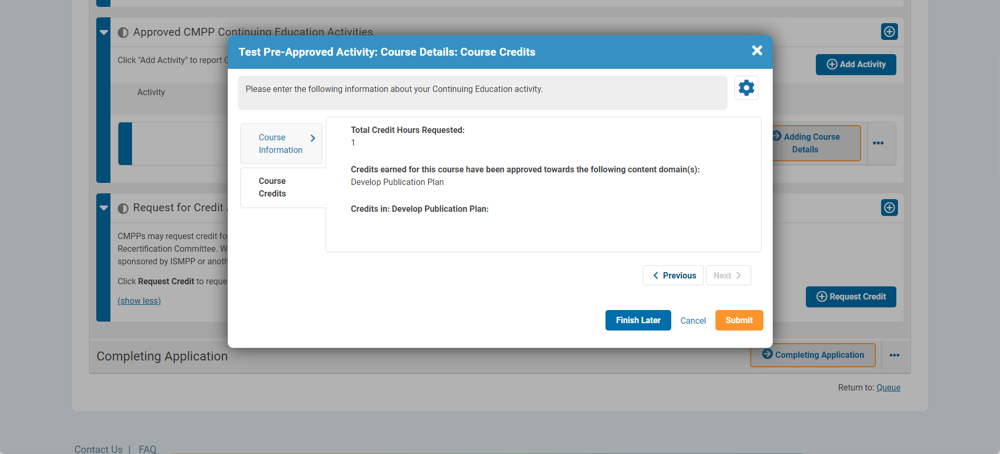 Approved CMPP Continuing Education Activities
Click "Add Activity" to report
Add Activity
Activity
Adding Course
Details
Test Pre-Approved Activity: Course Details: Course Credits
Please enter the following information about your Continuing Education activity.
Course
Information
Course
Credits
Total Credit Hours Requested:
1
Credits earned for this course have been approved towards the following content domain(s):
Develop Publication Plan
Credits in: Develop Publication Plan:
Previous
Next
Finish Later
Cancel
Submit
Request for Credit
CMPPs may request credit fo
Recertification Committee. W
sponsored by ISMPP or anoth
Click Request Credit to reque
(show less)
Request Credit
Completing Application
Completing Application
Return to: Queue
Contact Us | FAQ